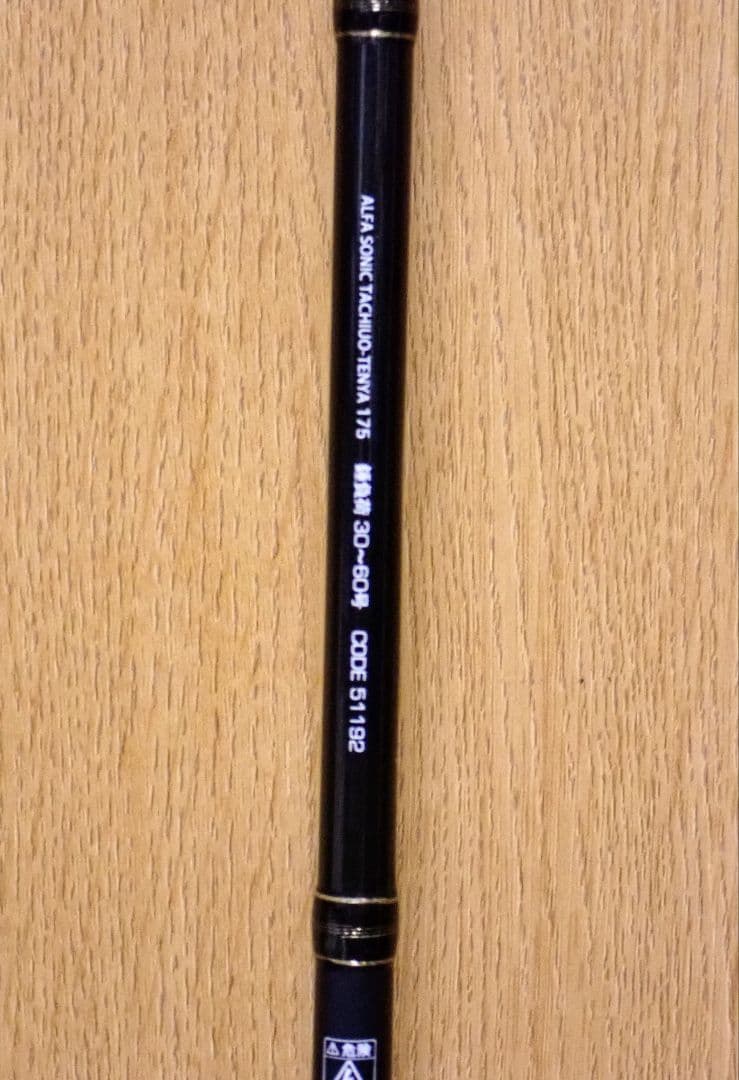 ALFA SONIC TACHIUO-TENYA 175 錘負荷 30~60号 CODE 51192
⚠危険